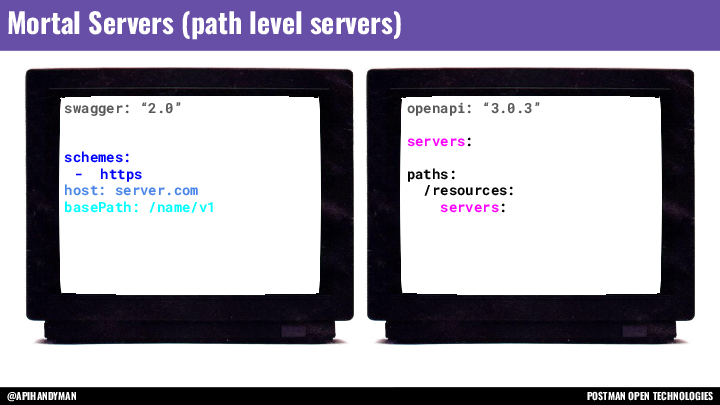 Mortal Servers (path level servers)
swagger: “2.0”
schemes:
- https
host: server.com
basePath: /name/v1
openapi: “3.0.3”
servers:
paths:
/resources:
servers:
@APIHANDYMAN
POSTMAN OPEN TECHNOLOGIES